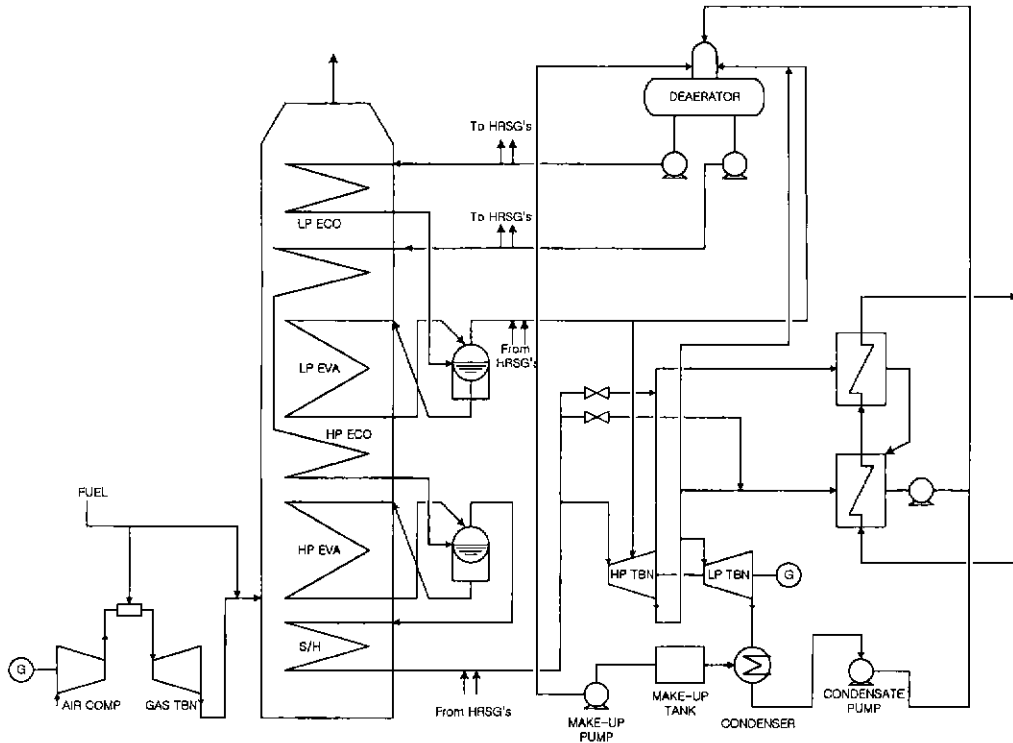 DEAERATOR
To HRSG's
LP ECO
To HRSG's
LP EVA
From
HRSG's
HP ECO
FUEL
HP EVA
HP TBN
LP TBN
G
S/H
G
AIR COMP
GAS TBN
From HRSG's
MAKE-UP
PUMP
MAKE-UP
TANK
CONDENSER
CONDENSATE
PUMP